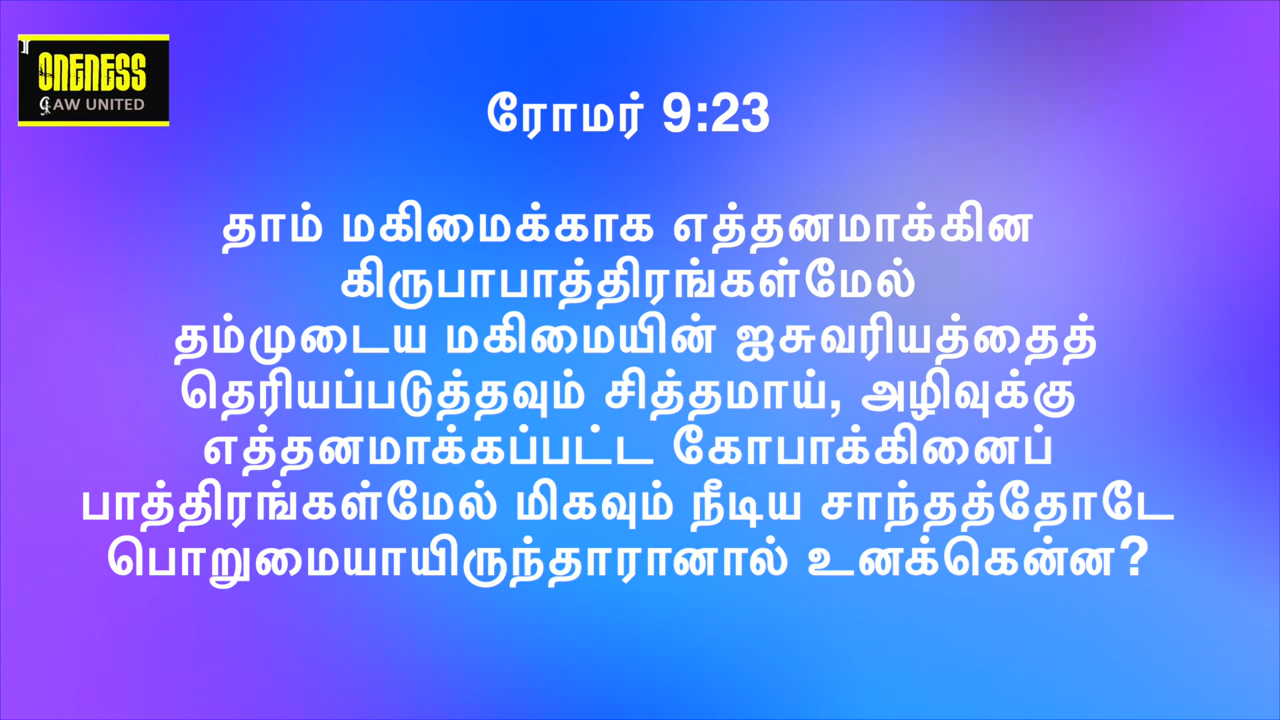 ONENESS
LAW UNITED
ரோமர் 9:23
தாம் மகிமைக்காக எத்தனமாக்கின
கிருபாபாத்திரங்கள்மேல்
தம்முடைய மகிமையின் ஐசுவரியத்தைத்
தெரியப்படுத்தவும் சித்தமாய், அழிவுக்கு
எத்தனமாக்கப்பட்ட கோபாக்கினைப்
பாத்திரங்கள்மேல் மிகவும் நீடிய சாந்தத்தோடே
பொறுமையாயிருந்தாரானால் உனக்கென்ன?